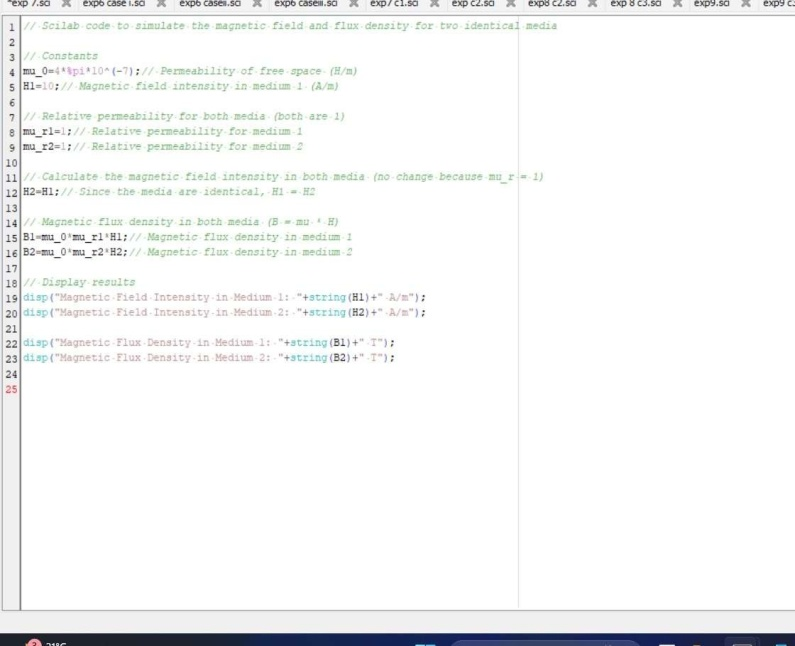 *exp 7.sci exp6 case i.sci exp6 caseii.sci exp6 caseiii.sci exp7 c1.sci exp c2.sci exp8 c2.sci exp 8 c3.sci exp9.sci exp9 c3
1 // Scilab code to simulate the magnetic field and flux density for two identical media
2
3 // Constants
4 mu_0=4*%pi*10^(-7);// Permeability of free space (H/m)
5 H1=10;// Magnetic field intensity in medium 1 (A/m)
6
7 // Relative permeability for both media (both are 1)
8 mu_r1=1;// Relative permeability for medium 1
9 mu_r2=1;// Relative permeability for medium 2
10
11 // Calculate the magnetic field intensity in both media (no change because mu_r = 1)
12 H2=H1;// Since the media are identical, H1 = H2
13
14 // Magnetic flux density in both media (B = mu * H)
15 B1=mu_0*mu_r1*H1;// Magnetic flux density in medium 1
16 B2=mu_0*mu_r2*H2;// Magnetic flux density in medium 2
17
18 // Display results
19 disp("Magnetic Field Intensity in Medium 1: "+string(H1)+" A/m");
20 disp("Magnetic Field Intensity in Medium 2: "+string(H2)+" A/m");
21
22 disp("Magnetic Flux Density in Medium 1: "+string(B1)+" T");
23 disp("Magnetic Flux Density in Medium 2: "+string(B2)+" T");
24
25